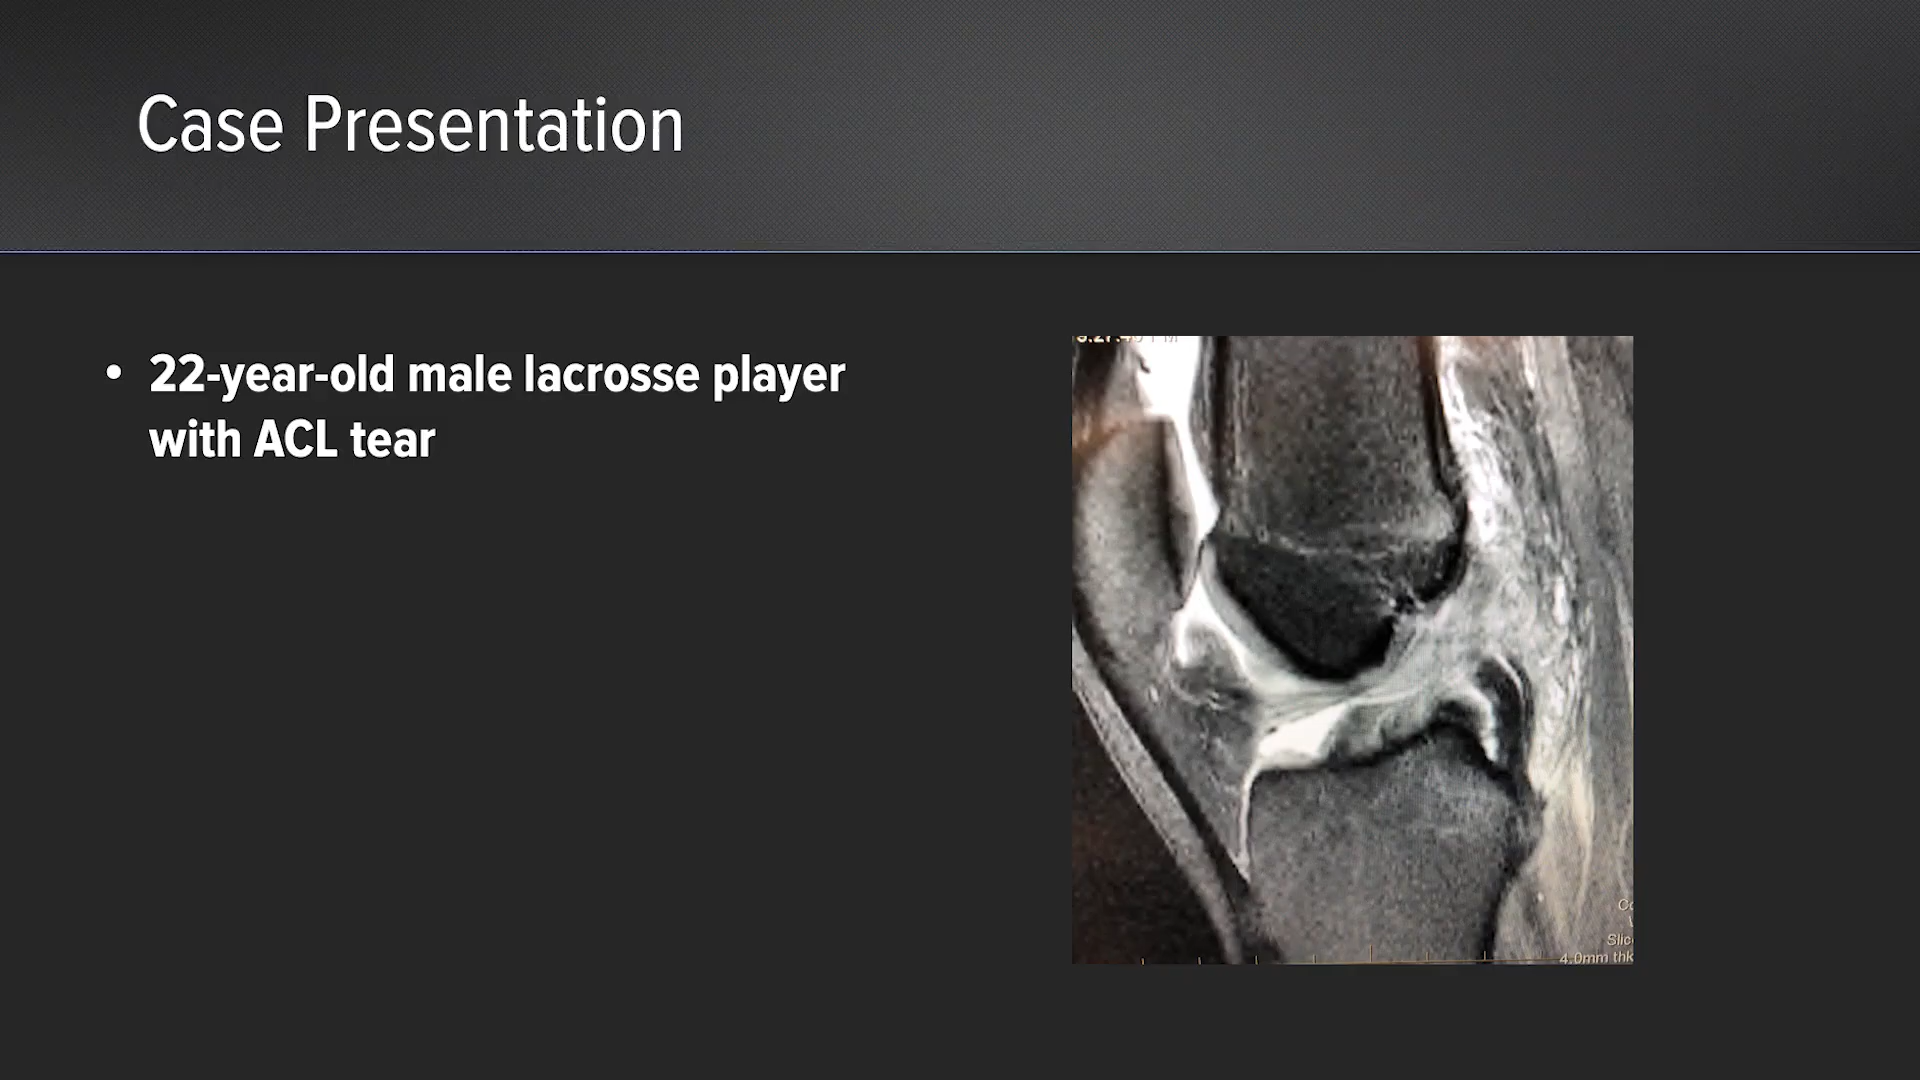 Case Presentation
• 22-year-old male lacrosse player
with ACL tear
Slic
4.0mm thk